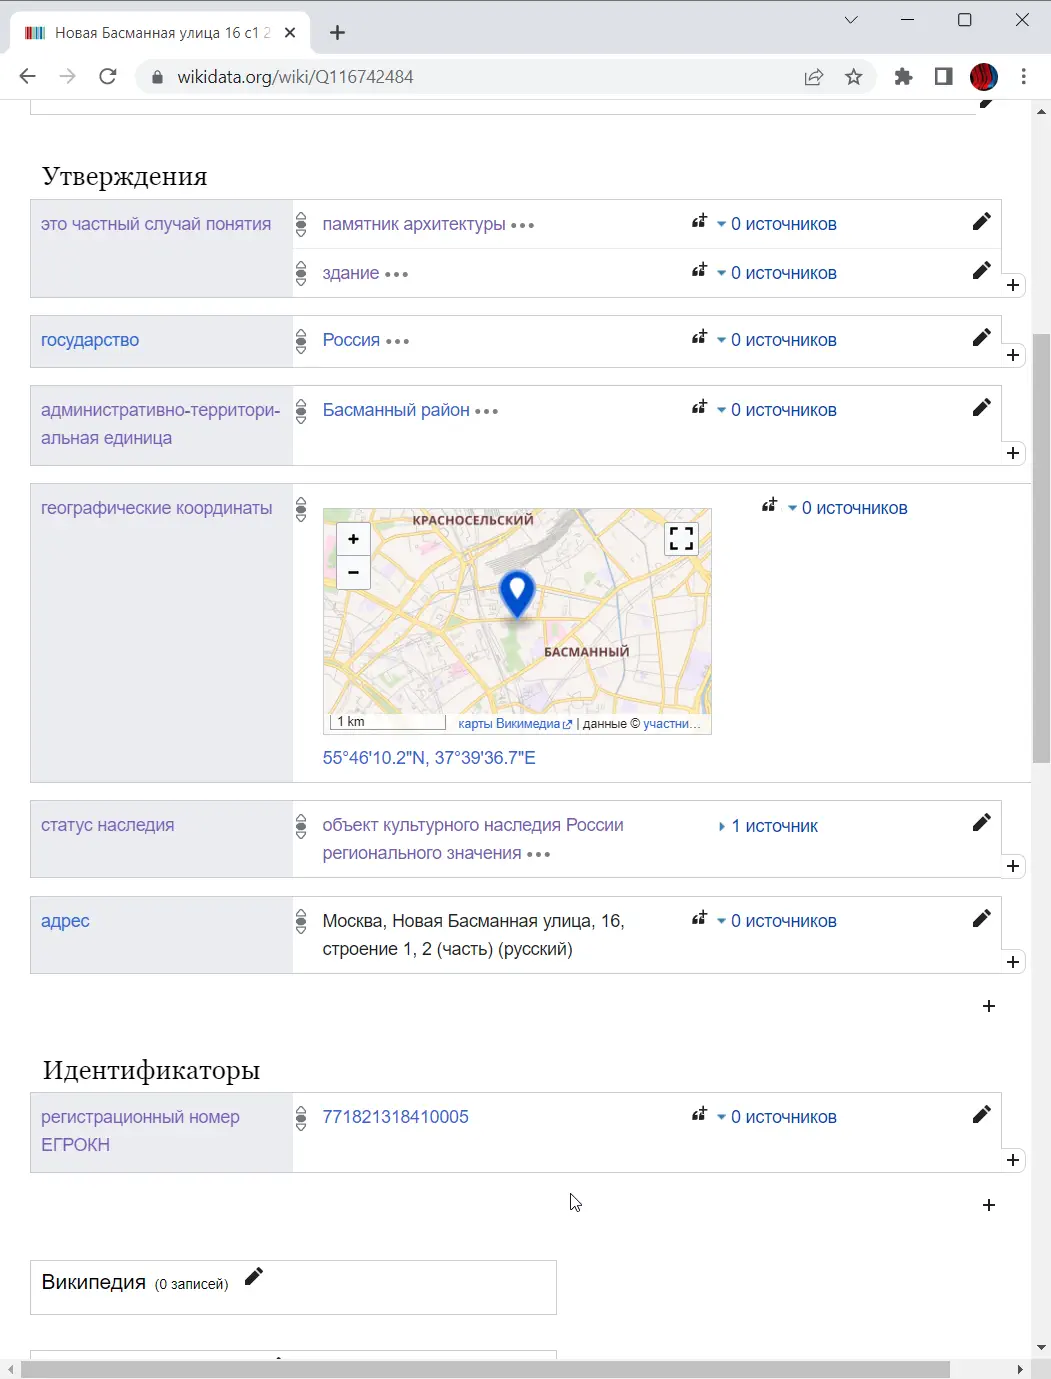 Новая Басманная улица 16 с1 2
wikidata.org/wiki/Q116742484
Утверждения
это частный случай понятия
памятник архитектуры •••
0 источников
здание •••
0 источников
государство
Россия •••
0 источников
административно-территори-
альная единица
Басманный район •••
0 источников
географические координаты
0 источников
КРАСНОСЕЛЬСКИЙ
БАСМАННЫЙ
1 km
карты Викимедиа | данные © участни...
55°46'10.2"N, 37°39'36.7"E
статус наследия
объект культурного наследия России
регионального значения •••
1 источник
адрес
Москва, Новая Басманная улица, 16,
строение 1, 2 (часть) (русский)
0 источников
Идентификаторы
регистрационный номер
ЕГРОКН
771821318410005
0 источников
Википедия (0 записей)